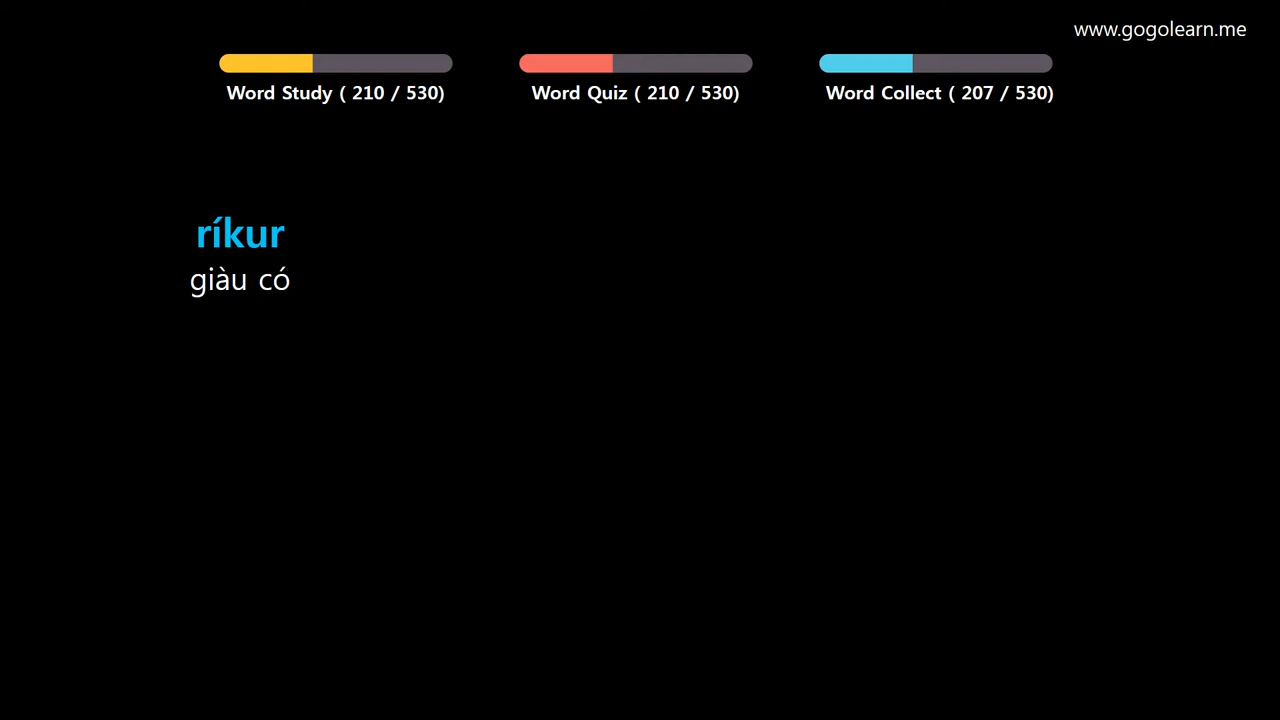 www.gogolearn.me
Word Study ( 210 / 530)
Word Quiz ( 210 / 530)
Word Collect ( 207 / 530)
ríkur
giàu có